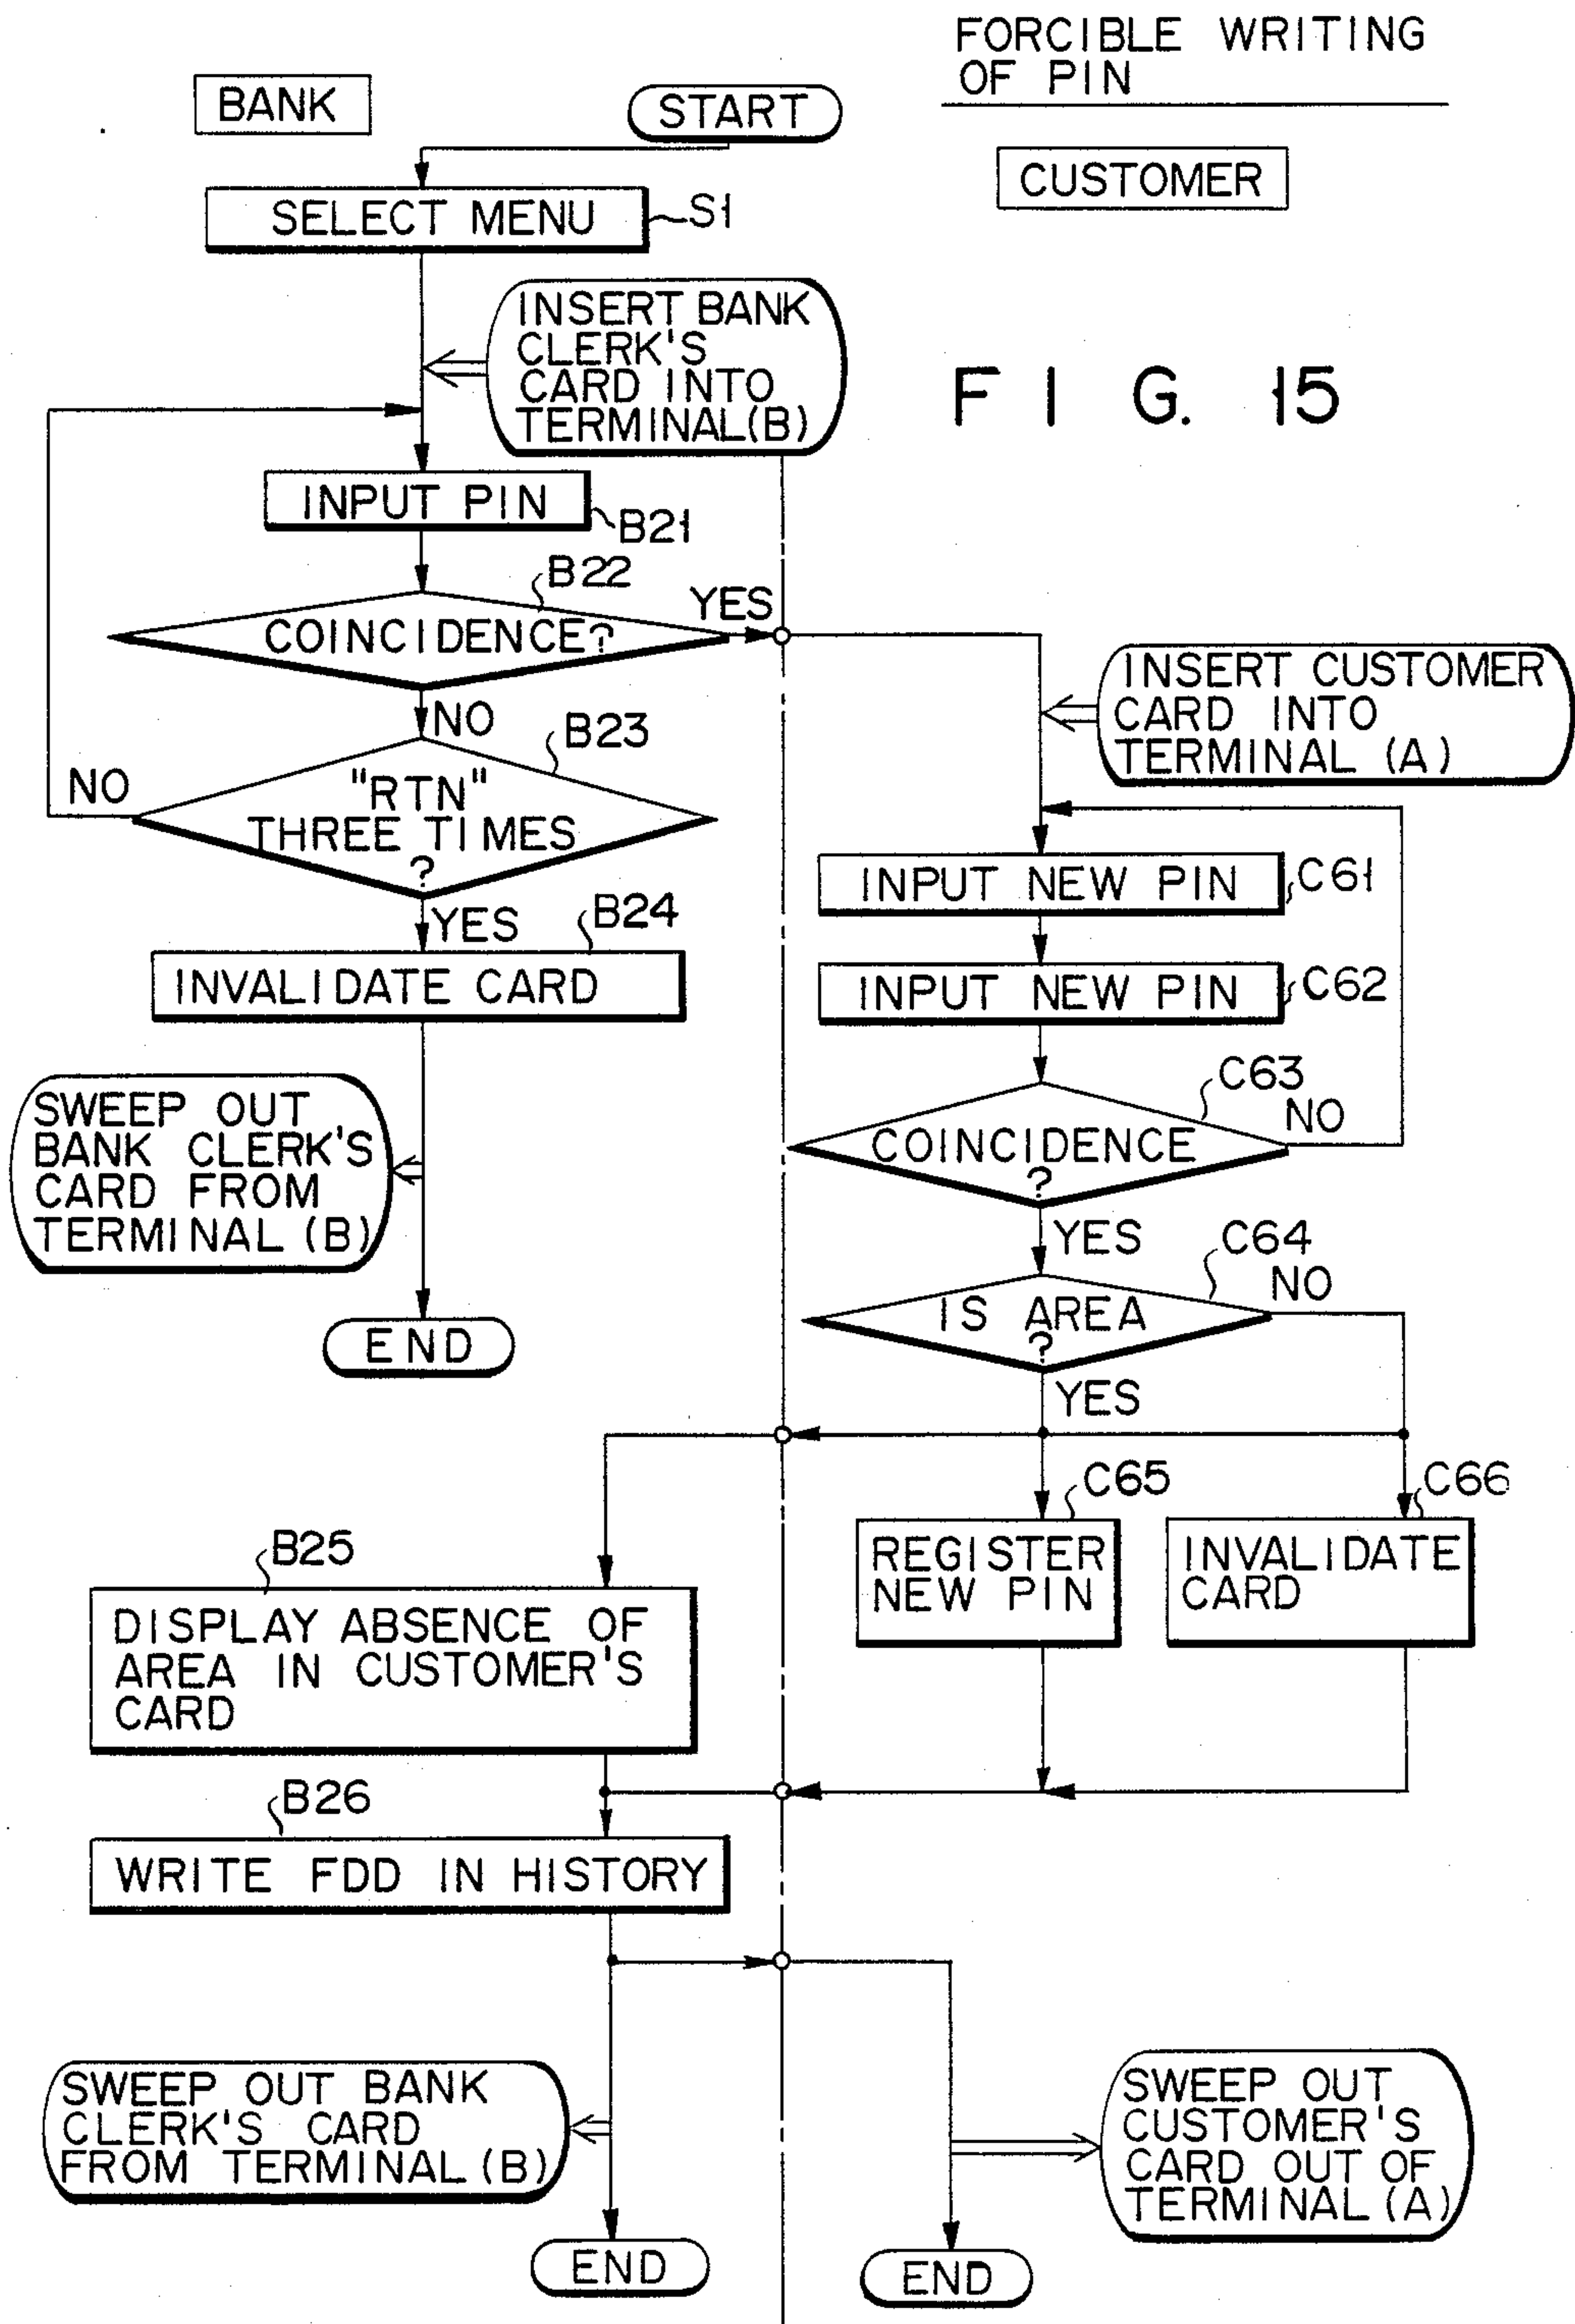 FORCIBLE WRITING
OF PIN
BANK
START
CUSTOMER
SELECT MENU
S1
INSERT BANK
CLERK'S
CARD INTO
TERMINAL(B)
FIG. 15
INPUT PIN
B21
B22
COINCIDENCE?
YES
INSERT CUSTOMER
CARD INTO
TERMINAL (A)
NO
B23
NO
"RTN"
THREE TIMES
?
INPUT NEW PIN
C61
YES
B24
INVALIDATE CARD
INPUT NEW PIN
C62
C63
NO
COINCIDENCE
?
SWEEP OUT
BANK CLERK'S
CARD FROM
TERMINAL (B)
YES
C64
NO
IS AREA
?
END
YES
C65
C66
REGISTER
NEW PIN
INVALIDATE
CARD
B25
DISPLAY ABSENCE OF
AREA IN CUSTOMER'S
CARD
B26
WRITE FDD IN HISTORY
SWEEP OUT BANK
CLERK'S CARD
FROM TERMINAL (B)
SWEEP OUT
CUSTOMER'S
CARD OUT OF
TERMINAL (A)
END
END